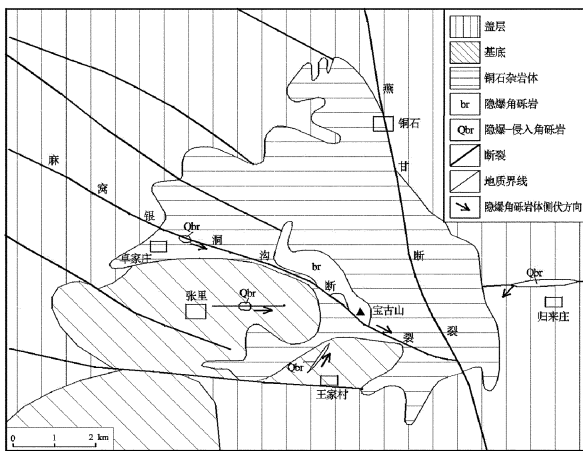 盖层
基底
铜石杂岩体
br 隐爆角砾岩
Qbr 隐爆-侵入角砾岩
断裂
地质界线
隐爆角砾岩体侧伏方向
燕甘断裂
铜石
麻窝
银洞沟断裂
Qbr
卓家庄
br
Qbr
张里
宝古山
Qbr
归来庄
Qbr
王家村
0 1 2 km